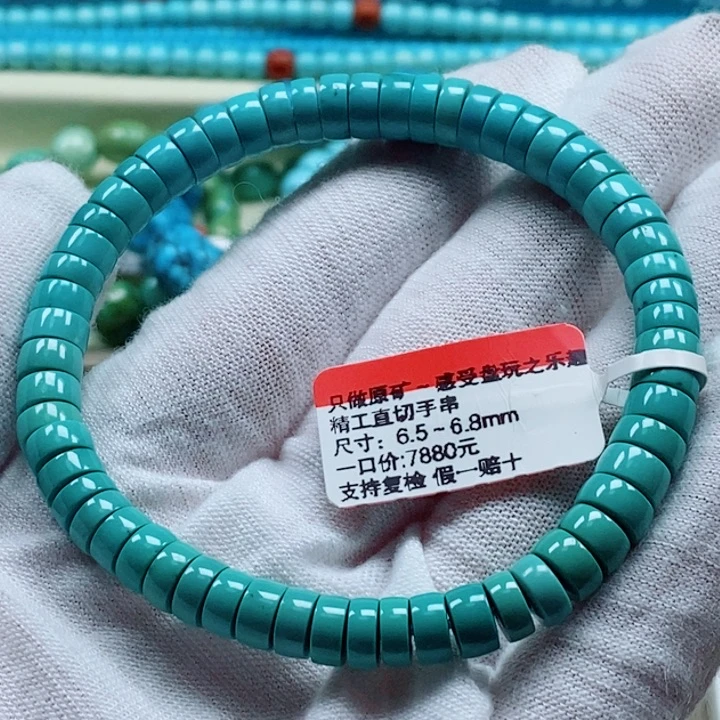 只做原矿～感受盘玩之乐趣
精工直切手串
尺寸：6.5～6.8mm
一口价:7880元
支持复检 假一赔十